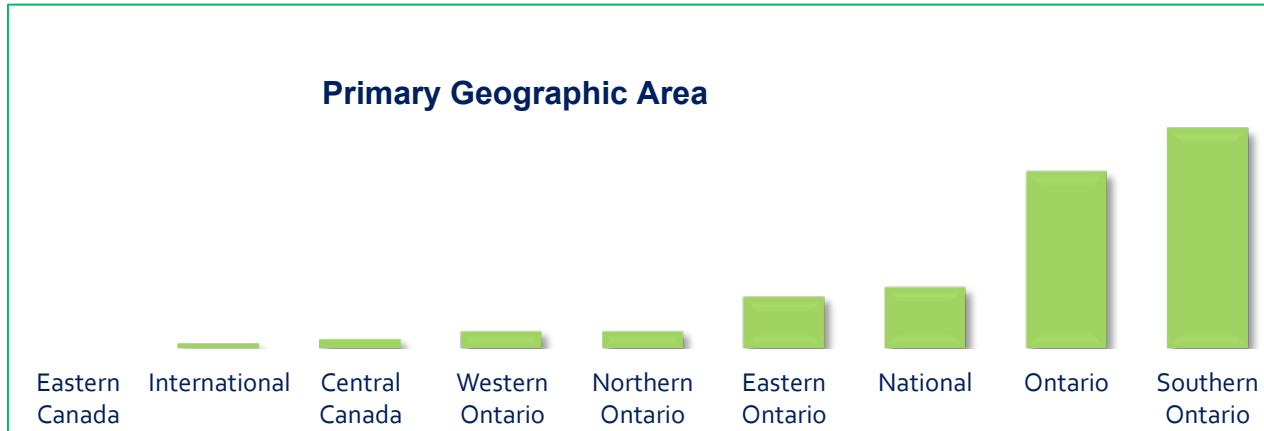 Primary Geographic Area
Eastern Canada
International
Central Canada
Western Ontario
Northern Ontario
Eastern Ontario
National
Ontario
Southern Ontario